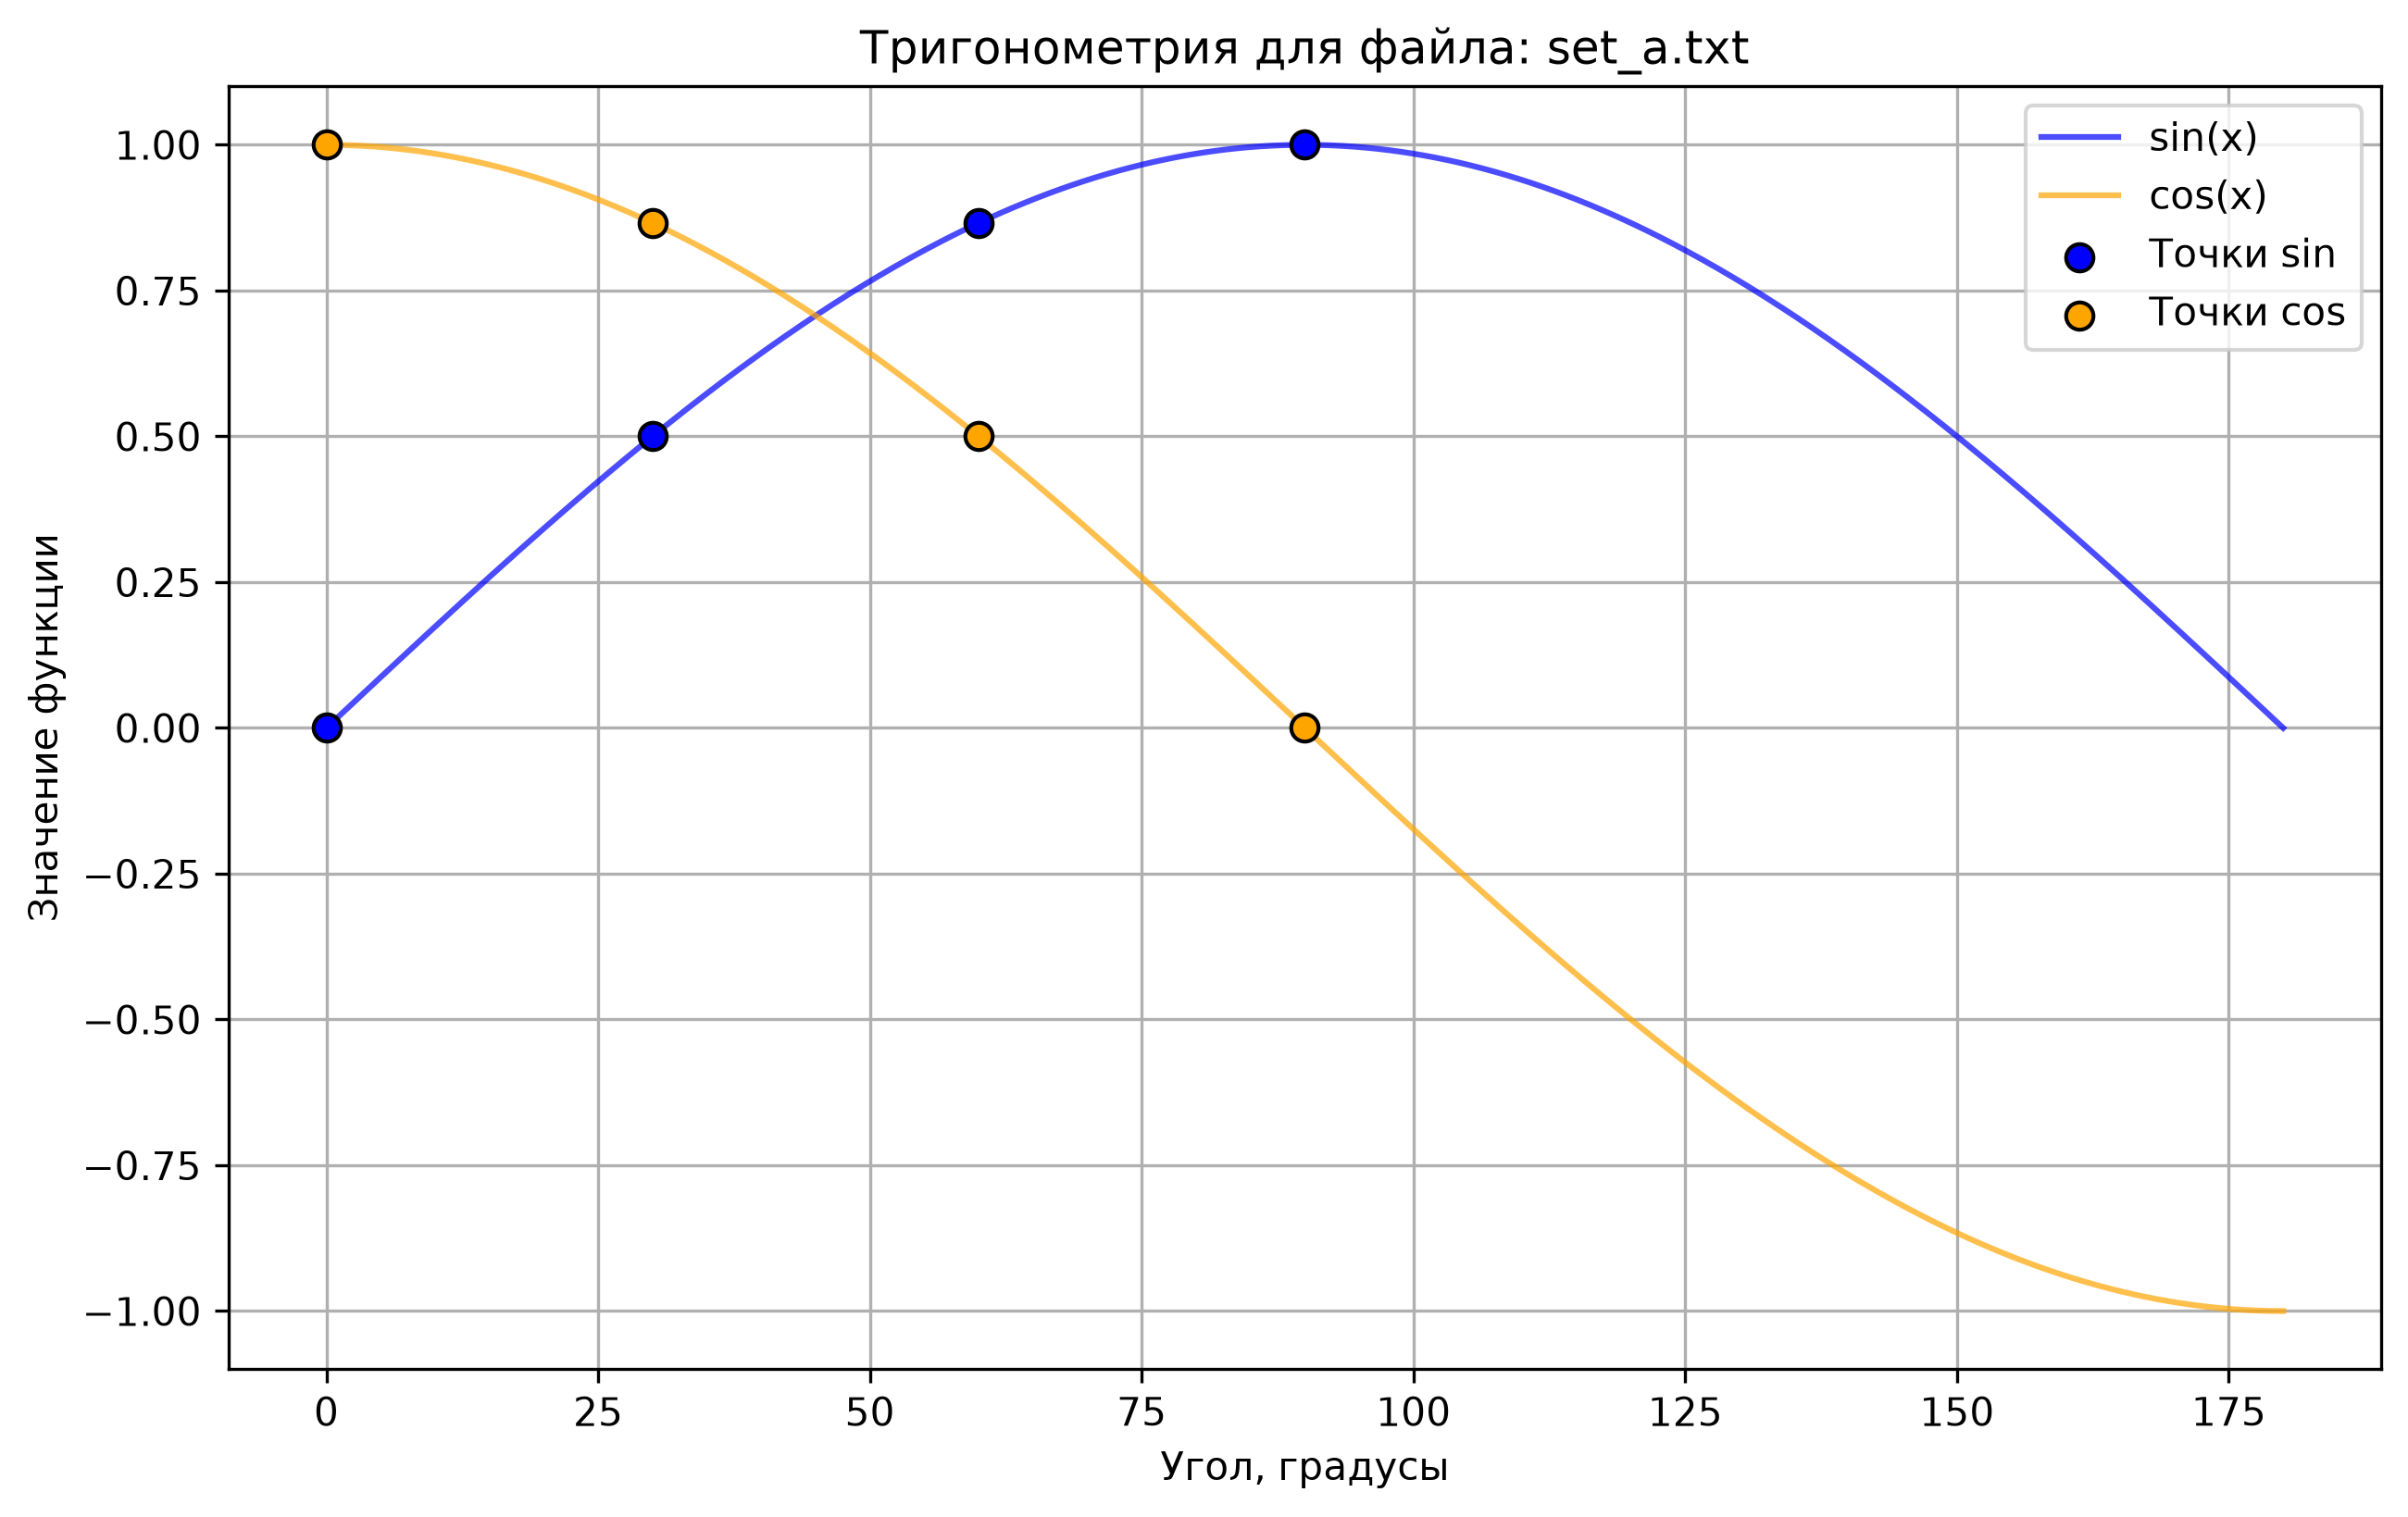 Тригонометрия для файла: set_a.txt
sin(x)
cos(x)
Точки sin
Точки cos
Значение функции
1.00
0.75
0.50
0.25
0.00
−0.25
−0.50
−0.75
−1.00
0 25 50 75 100 125 150 175
Угол, градусы